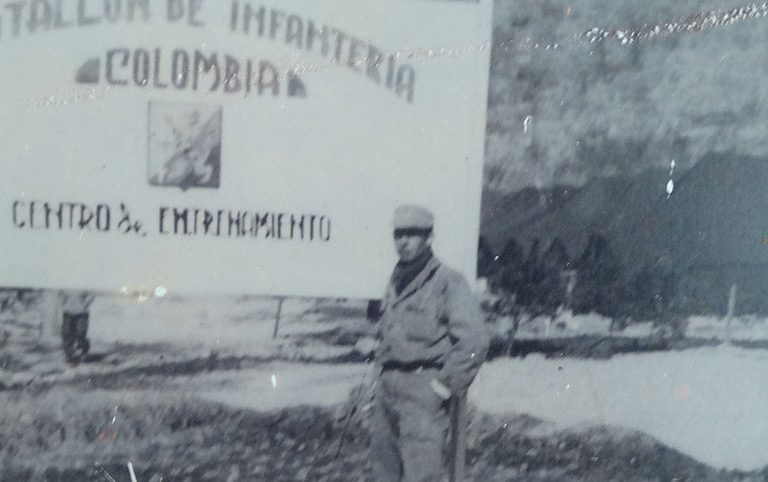 TALLON DE INFANTERIA
COLOMBIA
CENTRO de ENTRENAMIENTO